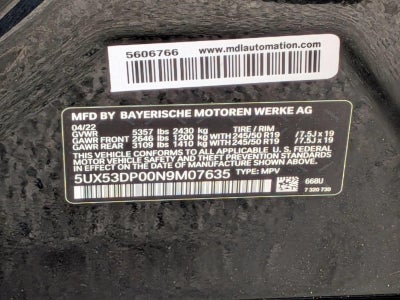 5606766 www.mdlautomation.com
MFD BY BAYERISCHE MOTOREN WERKE AG
04/22 TIRE / RIM
GVWR 5357 lbs 2430 kg
GAWR FRONT 2646 lbs 1200 kg WITH 245/50 R19 /7.5J x 19
GAWR REAR 3109 lbs 1410 kg WITH 245/50 R19 /7.5J x 19
THIS VEHICLE CONFORMS TO ALL APPLICABLE U.S. FEDERAL
MOTOR VEHICLE SAFETY, BUMPER, AND THEFT PREVENTION
STANDARDS IN EFFECT ON THE DATE OF MANUFACTURE
SHOWN ABOVE.
5UX53DP00N9M07635 TYPE: MPV
668U
7 320 730